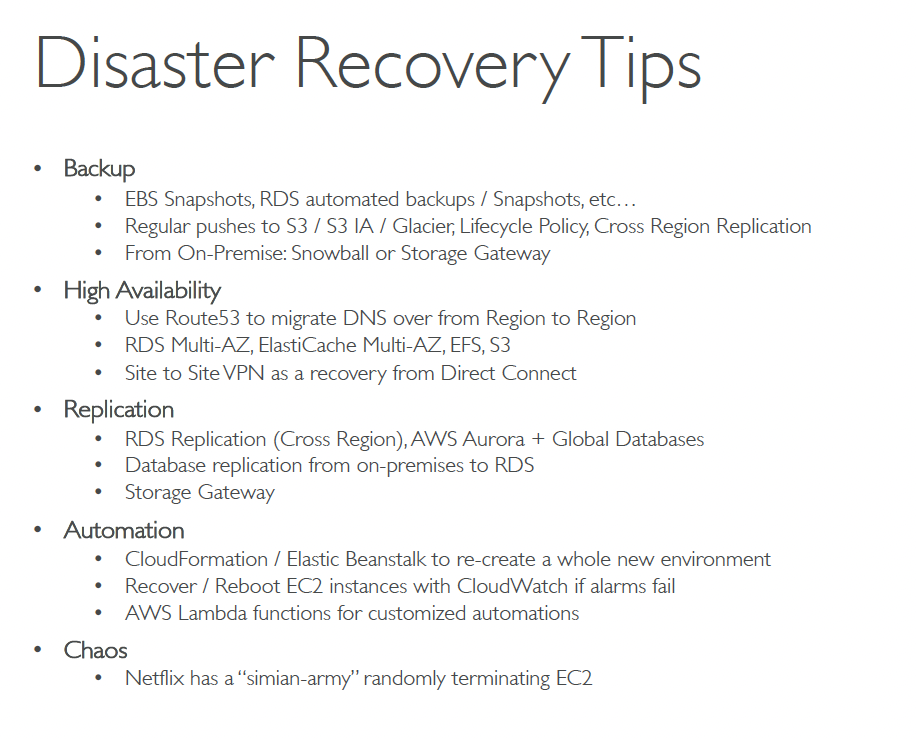 Disaster Recovery Tips
• Backup
• EBS Snapshots, RDS automated backups / Snapshots, etc…
• Regular pushes to S3 / S3 IA / Glacier, Lifecycle Policy, Cross Region Replication
• From On-Premise: Snowball or Storage Gateway
• High Availability
• Use Route53 to migrate DNS over from Region to Region
• RDS Multi-AZ, ElastiCache Multi-AZ, EFS, S3
• Site to Site VPN as a recovery from Direct Connect
• Replication
• RDS Replication (Cross Region), AWS Aurora + Global Databases
• Database replication from on-premises to RDS
• Storage Gateway
• Automation
• CloudFormation / Elastic Beanstalk to re-create a whole new environment
• Recover / Reboot EC2 instances with CloudWatch if alarms fail
• AWS Lambda functions for customized automations
• Chaos
• Netflix has a “simian-army” randomly terminating EC2